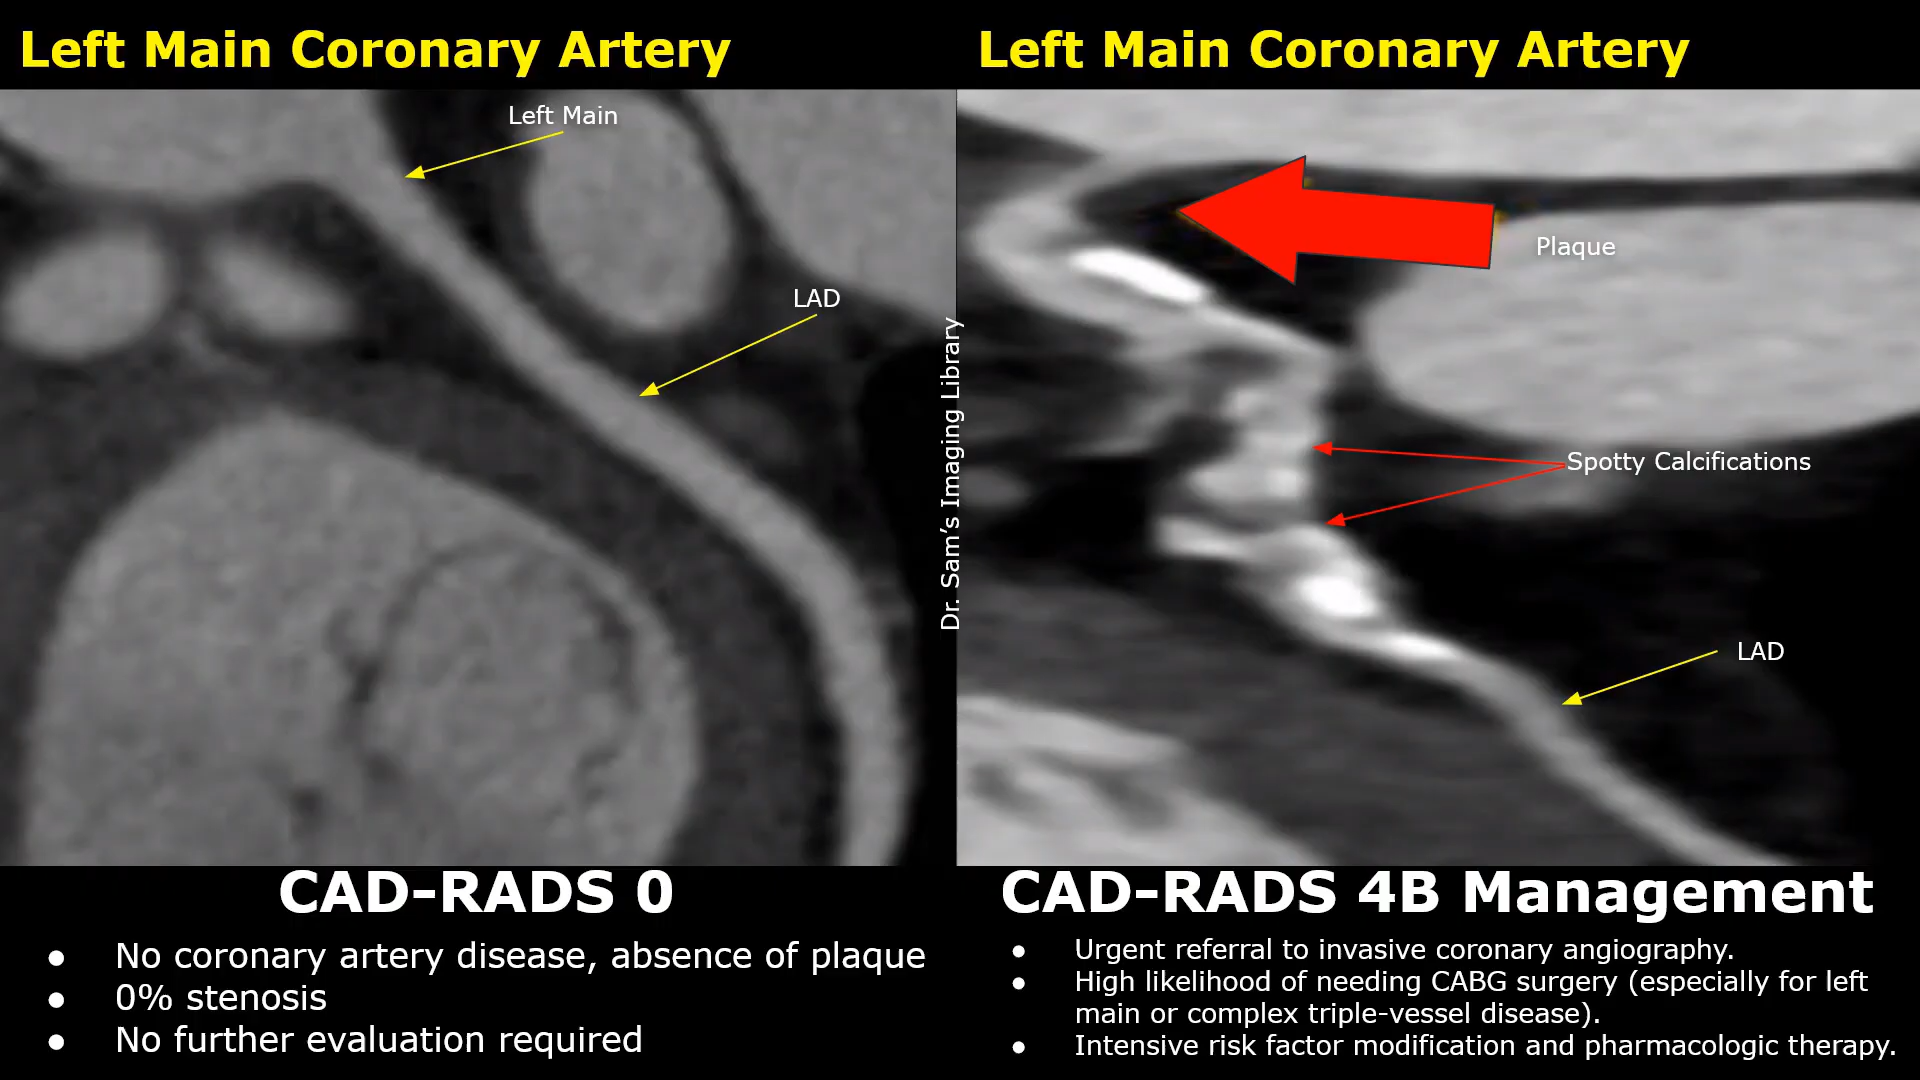 Left Main Coronary Artery
Left Main
LAD
CAD–RADS 0
● No coronary artery disease, absence of plaque
● 0% stenosis
● No further evaluation required
Dr. Sam’s Imaging Library
Left Main Coronary Artery
Plaque
Spotty Calcifications
LAD
CAD–RADS 4B Management
● Urgent referral to invasive coronary angiography.
● High likelihood of needing CABG surgery (especially for left
main or complex triple-vessel disease).
● Intensive risk factor modification and pharmacologic therapy.